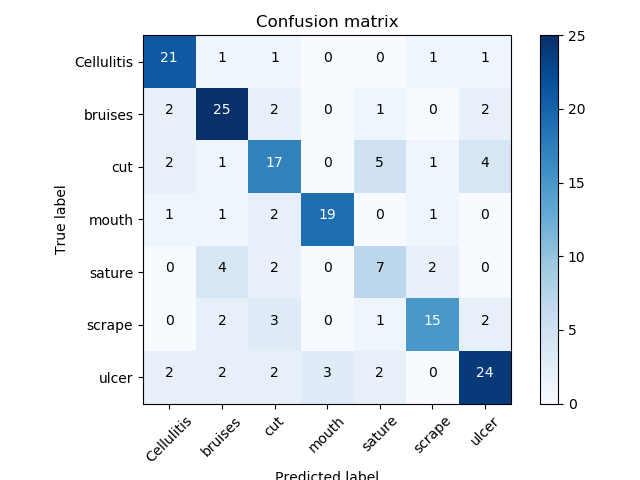 Confusion matrix
Cellulitis 21 1 1 0 0 1 1
bruises 2 25 2 0 1 0 2
cut 2 1 17 0 5 1 4
mouth 1 1 2 19 0 1 0
sature 0 4 2 0 7 2 0
scrape 0 2 3 0 1 15 2
ulcer 2 2 2 3 2 0 24
True label
Cellulitis bruises cut mouth sature scrape ulcer
Predicted label
25
20
15
10
5
0